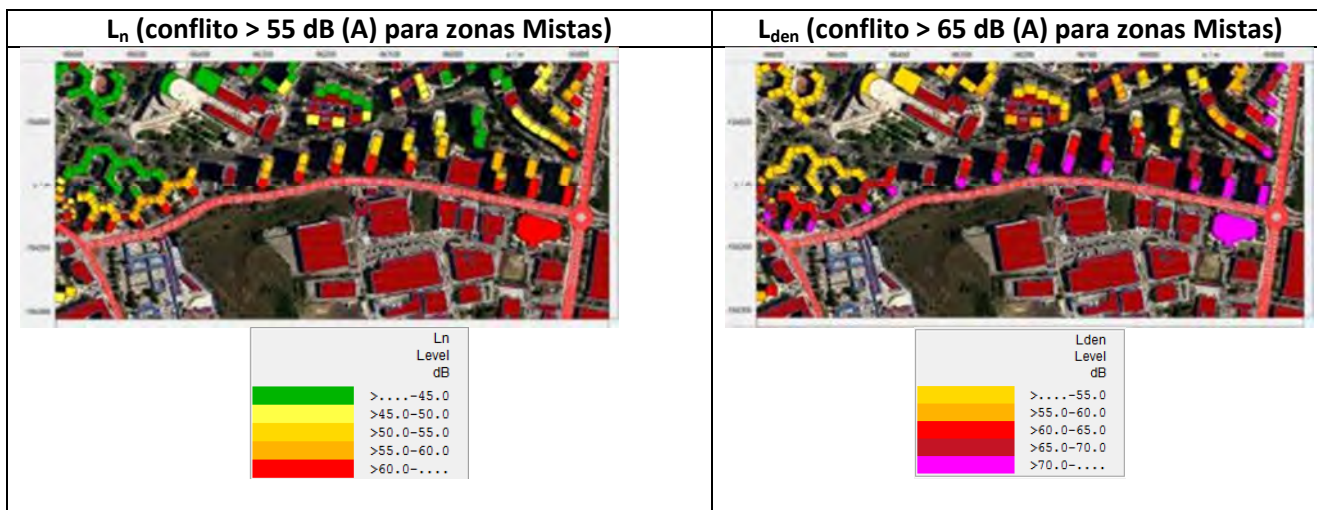 Ln (conflito > 55 dB (A) para zonas Mistas)
Lden (conflito > 65 dB (A) para zonas Mistas)
Ln
Level
dB
>....-45.0
>45.0-50.0
>50.0-55.0
>55.0-60.0
>60.0-....
Lden
Level
dB
>....-55.0
>55.0-60.0
>60.0-65.0
>65.0-70.0
>70.0-....